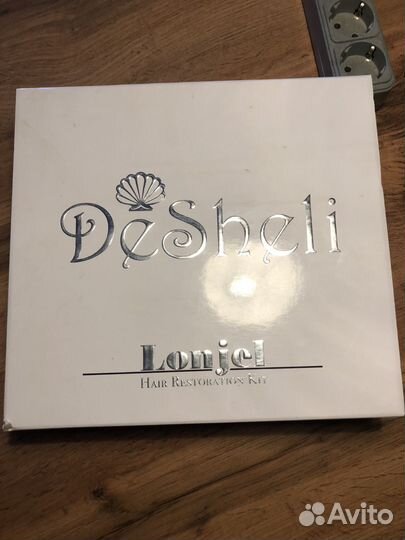 DeSheli
Lonjel
Hair Restoration Kit
Avito